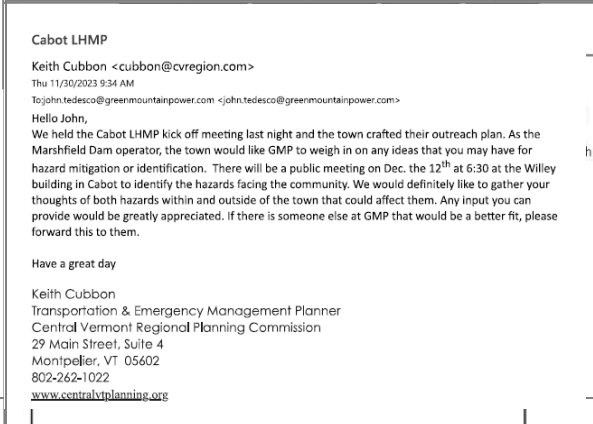 Cabot LHMP
Keith Cubbon <cubbon@cvregion.com>
Thu 11/30/2023 9:34 AM
To:john.tedesco@greenmountainpower.com <john.tedesco@greenmountainpower.com>
Hello John,
We held the Cabot LHMP kick off meeting last night and the town crafted their outreach plan. As the
Marshfield Dam operator, the town would like GMP to weigh in on any ideas that you may have for
hazard mitigation or identification.  There will be a public meeting on Dec. the 12th at 6:30 at the Willey
building in Cabot to identify the hazards facing the community. We would definitely like to gather your
thoughts of both hazards within and outside of the town that could affect them. Any input you can
provide would be greatly appreciated. If there is someone else at GMP that would be a better fit, please
forward this to them.
Have a great day
Keith Cubbon
Transportation & Emergency Management Planner
Central Vermont Regional Planning Commission
29 Main Street, Suite 4
Montpelier, VT  05602
802-262-1022
www.centralvtplanning.org